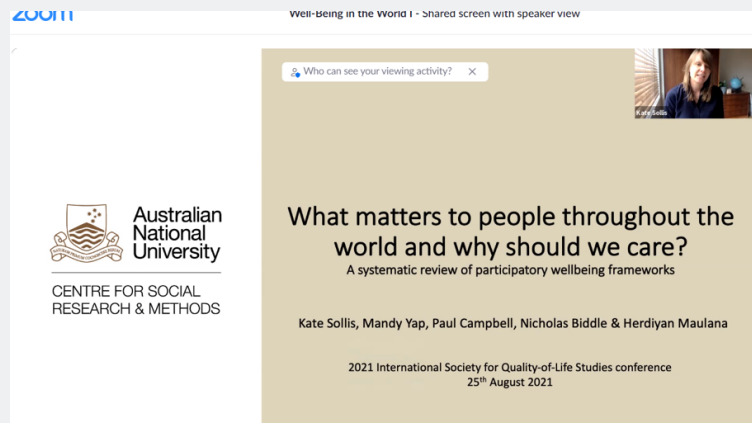 zoom
Well-Being in the World I - Shared screen with speaker view
Who can see your viewing activity?
Kate Sollis
Australian
National
University
CENTRE FOR SOCIAL
RESEARCH & METHODS
What matters to people throughout the
world and why should we care?
A systematic review of participatory wellbeing frameworks
Kate Sollis, Mandy Yap, Paul Campbell, Nicholas Biddle & Herdiyan Maulana
2021 International Society for Quality-of-Life Studies conference
25th August 2021